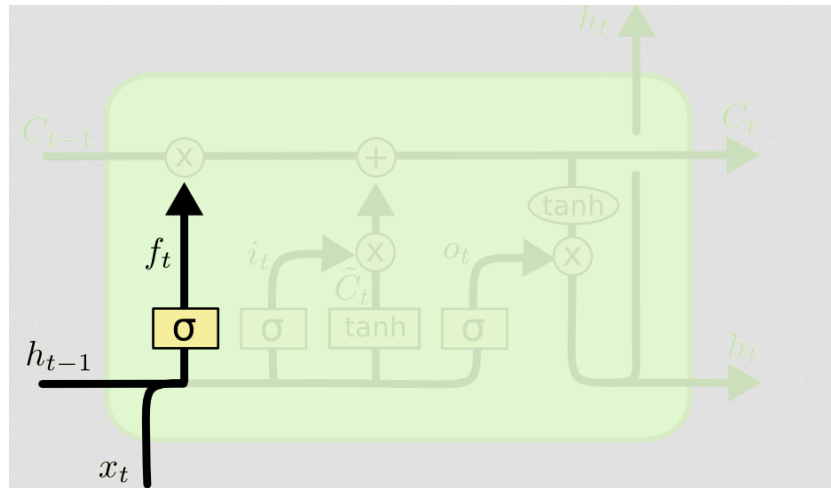 h_t
C_{t-1}
C_t
x
+
tanh
f_t
i_t
x
o_t
x
C̃_t
σ
σ
tanh
σ
h_{t-1}
h_t
x_t